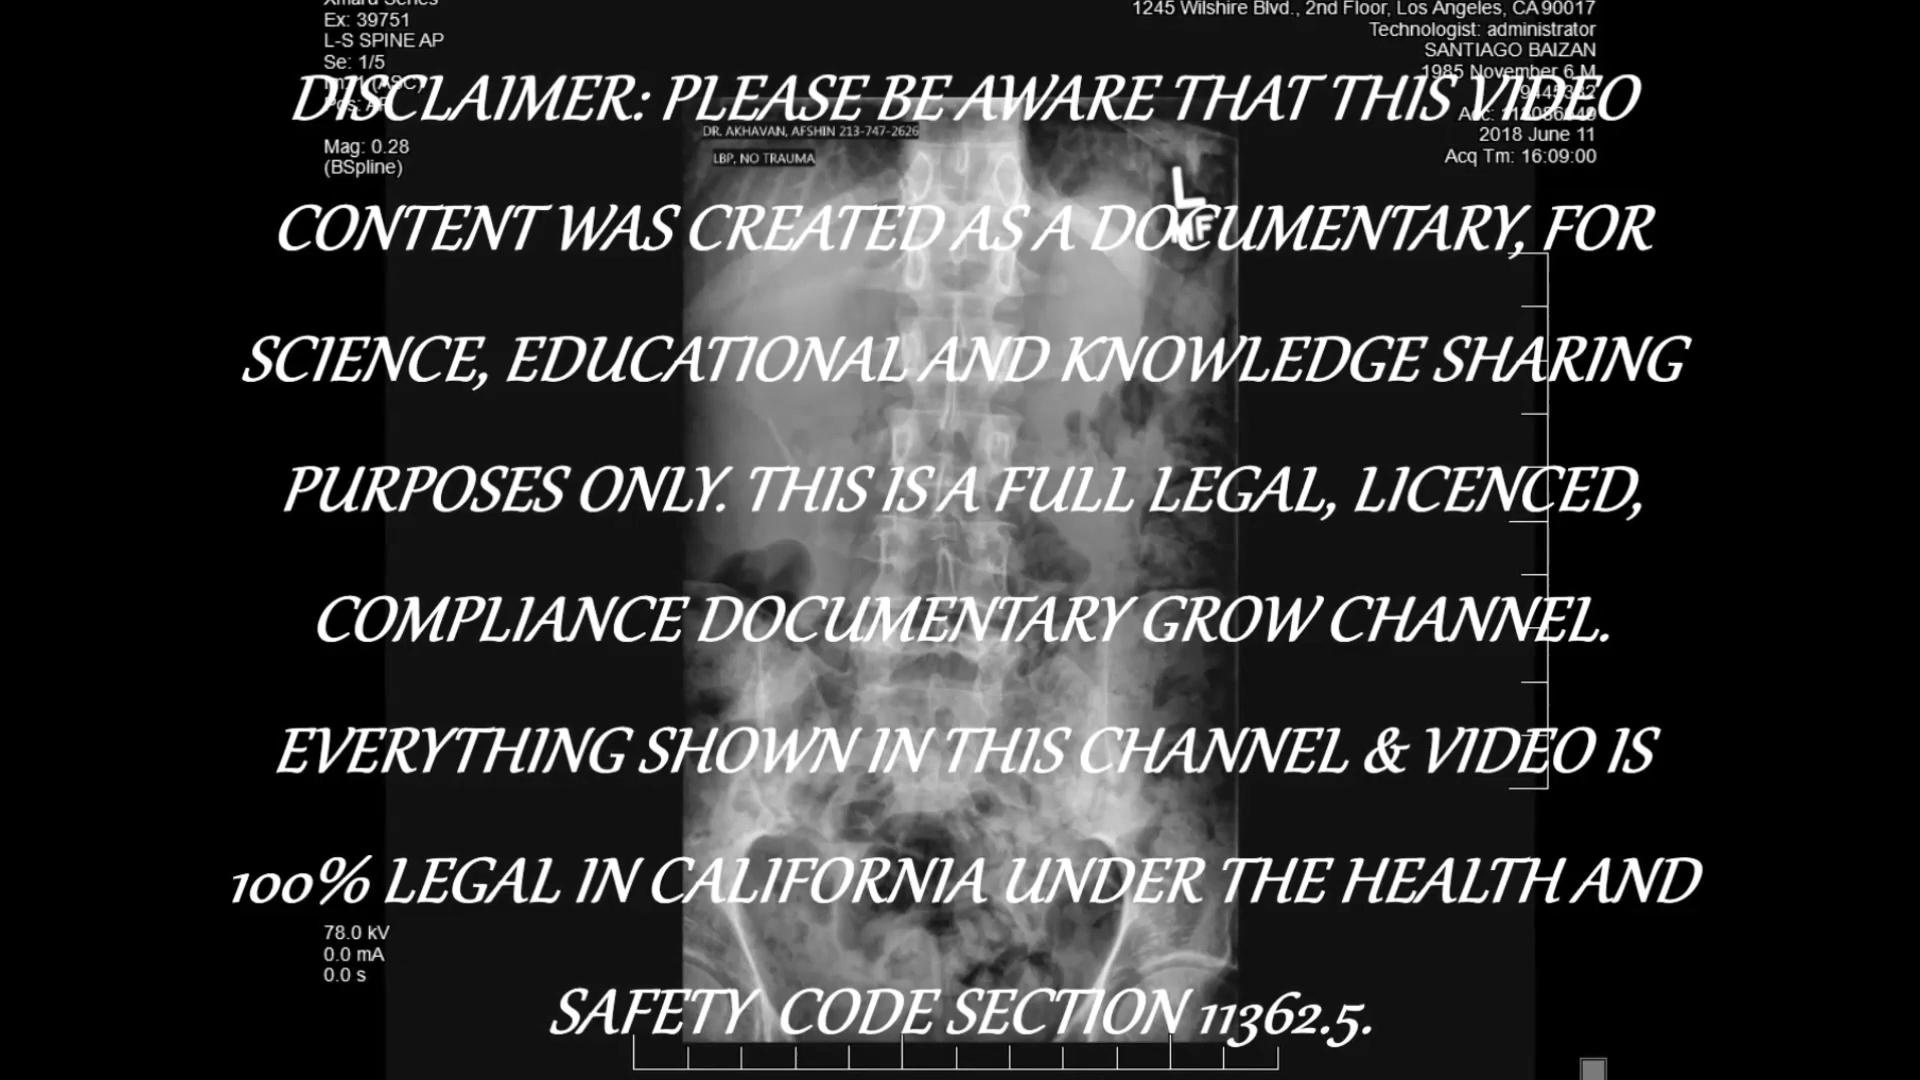 Ex: 39751
L-S SPINE AP
Se: 1/5
Mag: 0.28
(BSpline)
1245 Wilshire Blvd., 2nd Floor, Los Angeles, CA 90017
Technologist: administrator
SANTIAGO BAIZAN
1985 November 6 M
2018 June 11
Acq Tm: 16:09:00
DR. AKHAVAN, AFSHIN 213-747-2626
LBP, NO TRAUMA
L
MF
DISCLAIMER: PLEASE BE AWARE THAT THIS VIDEO
CONTENT WAS CREATED AS A DOCUMENTARY, FOR
SCIENCE, EDUCATIONAL AND KNOWLEDGE SHARING
PURPOSES ONLY. THIS IS A FULL LEGAL, LICENCED,
COMPLIANCE DOCUMENTARY GROW CHANNEL.
EVERYTHING SHOWN IN THIS CHANNEL & VIDEO IS
100% LEGAL IN CALIFORNIA UNDER THE HEALTH AND
SAFETY CODE SECTION 11362.5.
78.0 kV
0.0 mA
0.0 s